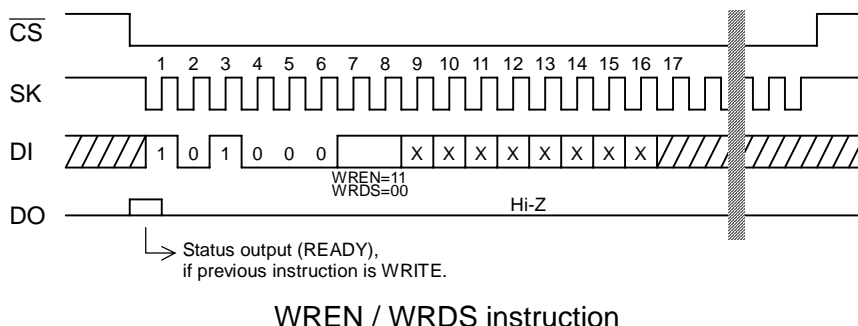 CS
1 2 3 4 5 6 7 8 9 10 11 12 13 14 15 16 17
SK
DI 1 0 1 0 0 0 X X X X X X X X
WREN=11
WRDS=00
DO Hi-Z
Status output (READY),
if previous instruction is WRITE.
WREN / WRDS instruction